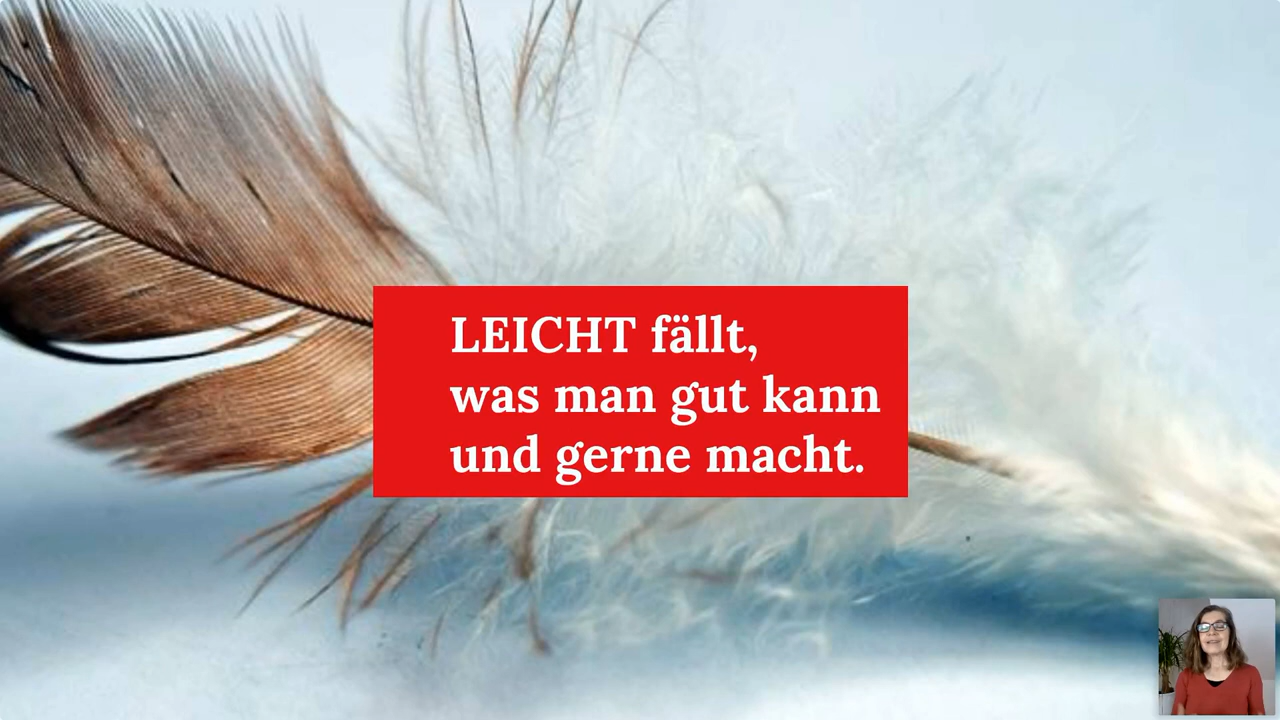 LEICHT fällt,
was man gut kann
und gerne macht.